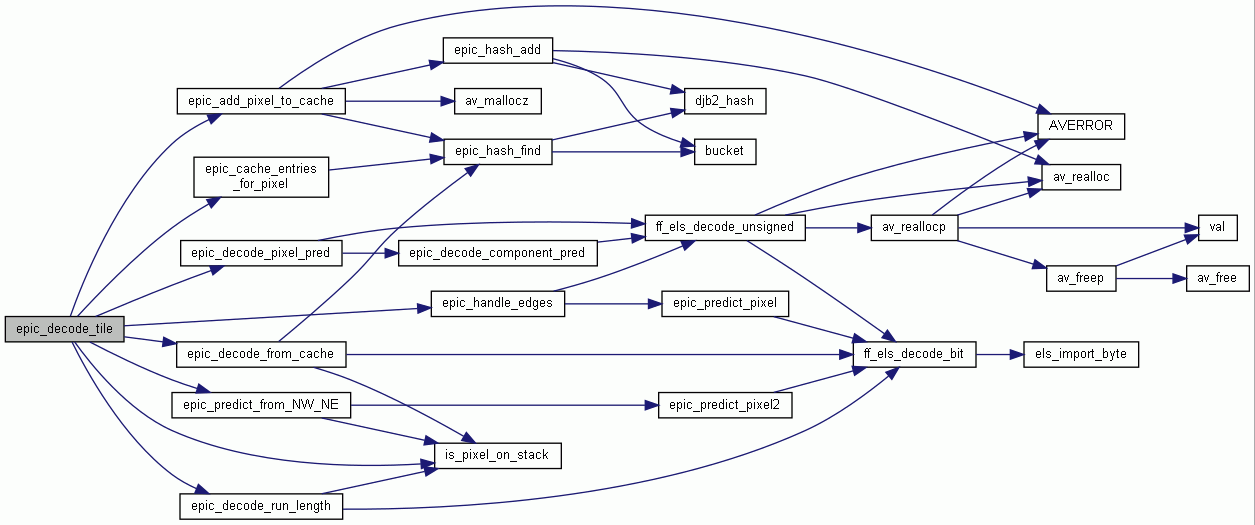 epic_decode_tile
epic_add_pixel_to_cache
epic_cache_entries
_for_pixel
epic_decode_pixel_pred
epic_decode_from_cache
epic_predict_from_NW_NE
epic_decode_run_length
epic_hash_add
av_mallocz
epic_hash_find
epic_decode_component_pred
epic_handle_edges
is_pixel_on_stack
djb2_hash
bucket
ff_els_decode_unsigned
epic_predict_pixel
epic_predict_pixel2
av_reallocp
ff_els_decode_bit
AVERROR
av_realloc
av_freep
els_import_byte
val
av_free